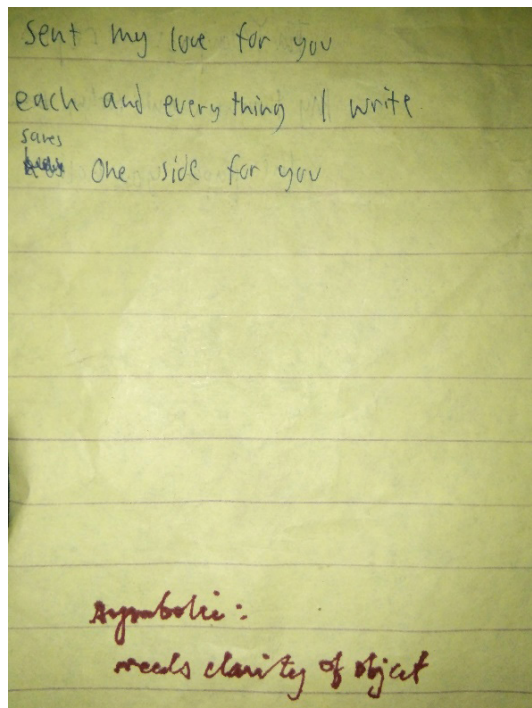 sent my love for you
each and every thing I write
saves
One side for you
symbolic:
needs clarity of object